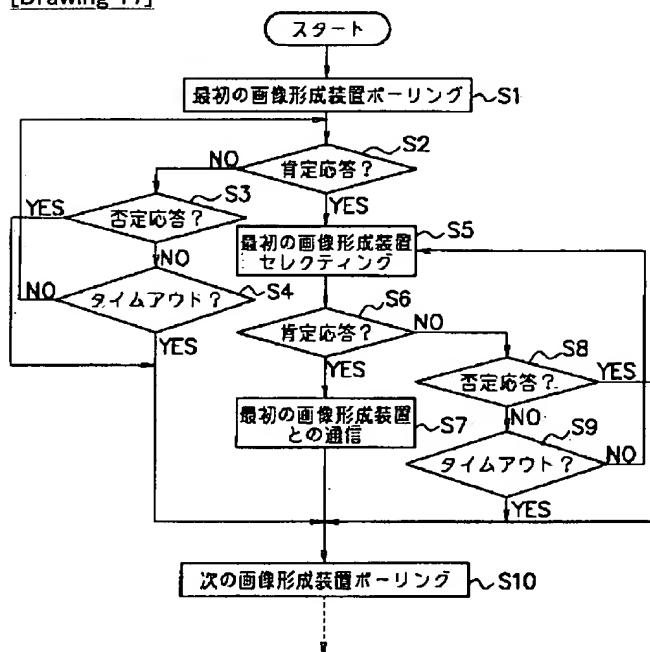 [Drawing 17]
スタート
最初の画像形成装置ポーリング
S1
S2
肯定応答?
NO
YES
S3
否定応答?
YES
NO
S4
タイムアウト?
NO
YES
S5
最初の画像形成装置
セレクティング
S6
肯定応答?
NO
YES
S7
最初の画像形成装置
との通信
S8
否定応答?
YES
NO
S9
タイムアウト?
NO
YES
次の画像形成装置ポーリング
S10